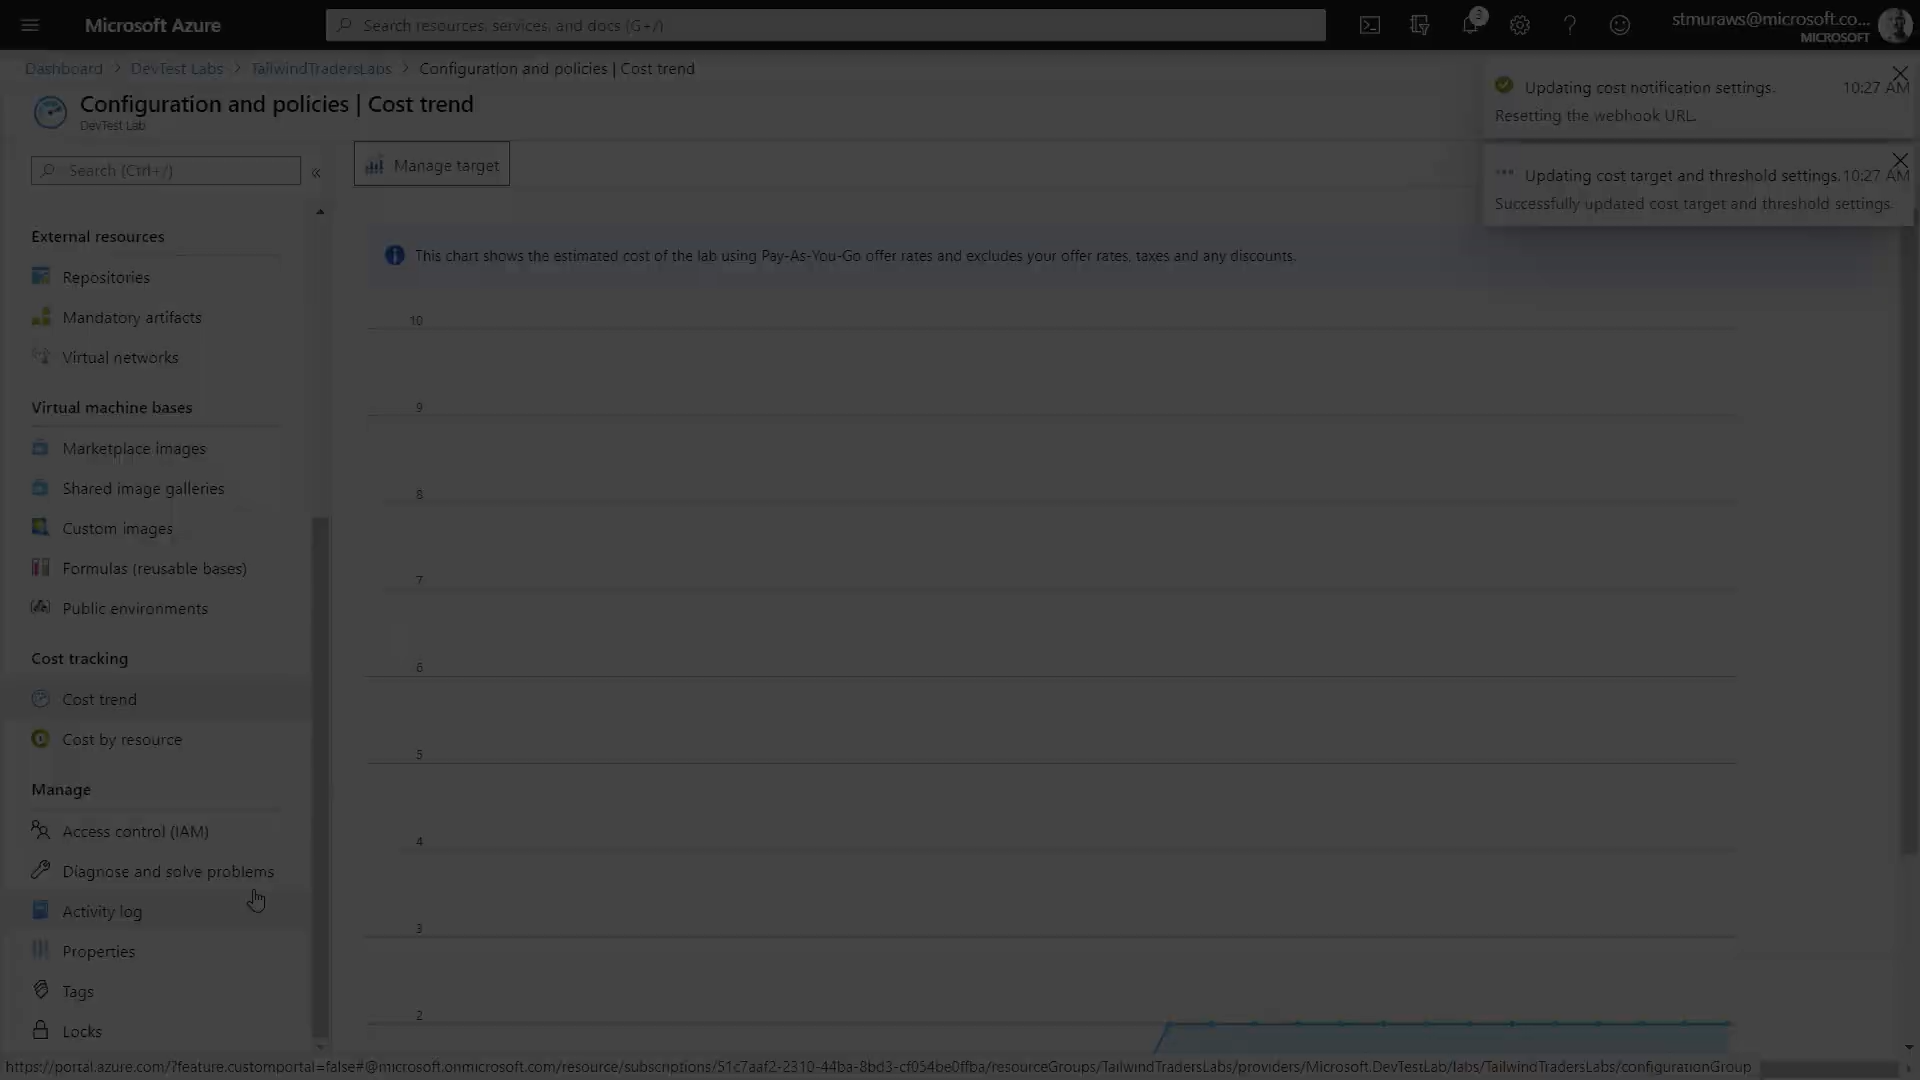 Microsoft Azure
Search resources, services, and docs (G+/)
3
stmuraws@microsoft.co...
MICROSOFT
Dashboard > DevTest Labs > TailwindTradersLabs > Configuration and policies | Cost trend
Configuration and policies | Cost trend
DevTest Lab
Updating cost notification settings. 10:27 AM
Resetting the webhook URL.
Updating cost target and threshold settings. 10:27 AM
Successfully updated cost target and threshold settings.
Search (Ctrl+/)
«
Manage target
This chart shows the estimated cost of the lab using Pay-As-You-Go offer rates and excludes your offer rates, taxes and any discounts.
External resources
Repositories
Mandatory artifacts
Virtual networks
Virtual machine bases
Marketplace images
Shared image galleries
Custom images
Formulas (reusable bases)
Public environments
Cost tracking
Cost trend
Cost by resource
Manage
Access control (IAM)
Diagnose and solve problems
Activity log
Properties
Tags
Locks
10
9
8
7
6
5
4
3
2
https://portal.azure.com/?feature.customportal=false#@microsoft.onmicrosoft.com/resource/subscriptions/51c7aaf2-2310-44ba-8bd3-cf054be0ffba/resourceGroups/TailwindTradersLabs/providers/Microsoft.DevTestLab/labs/TailwindTradersLabs/configurationGroup